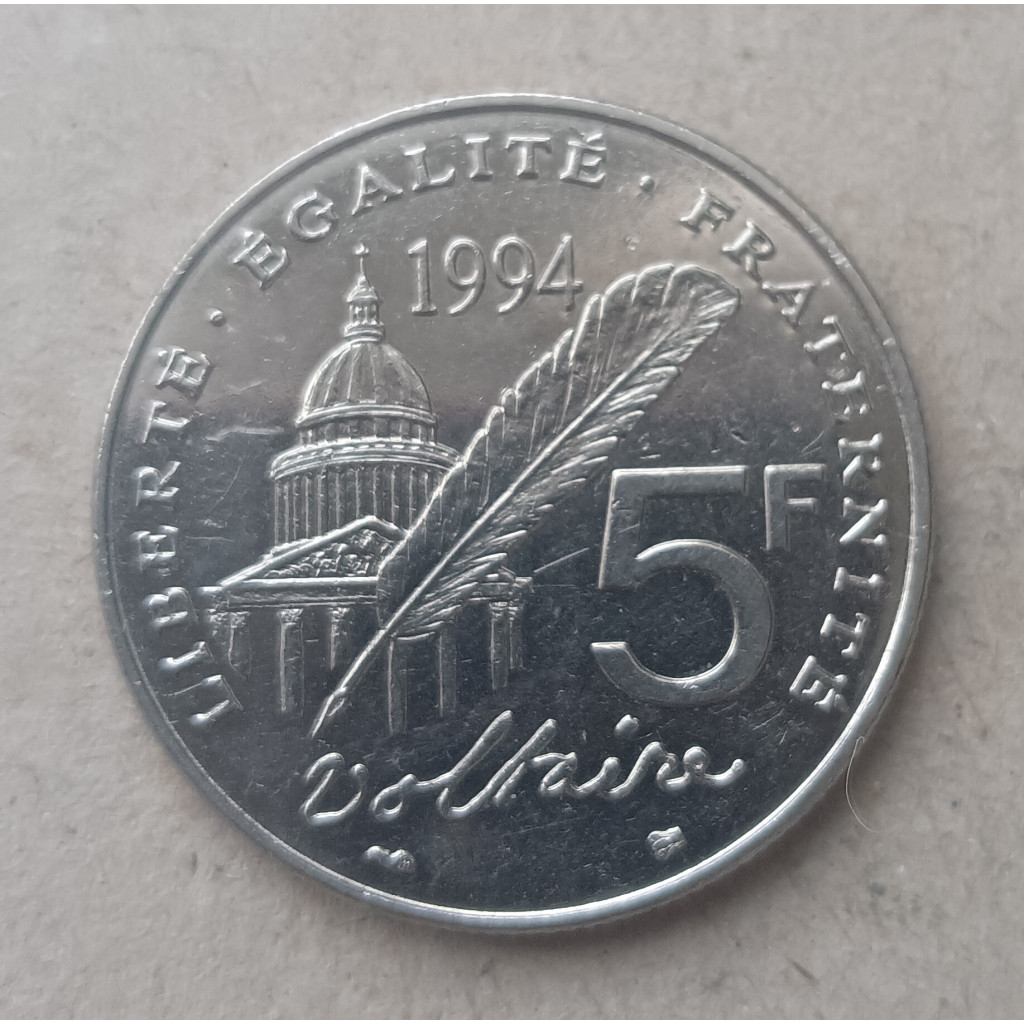 LIBERTÉ · ÉGALITÉ · FRATERNITÉ
1994
5F
Voltaire